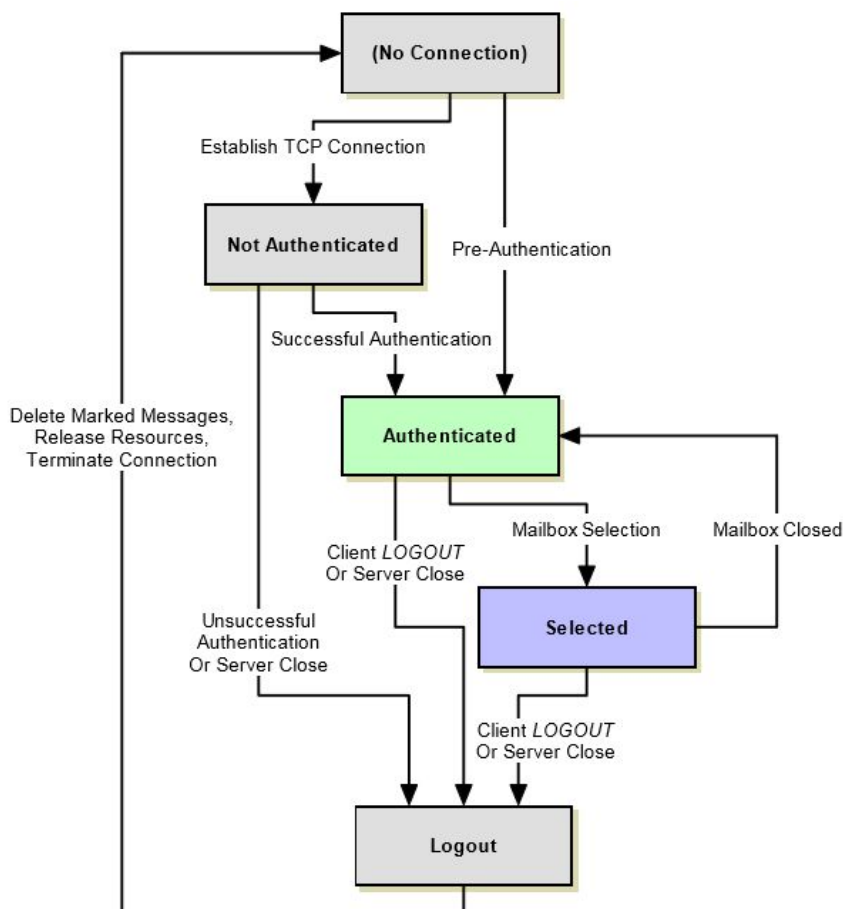 (No Connection)
Establish TCP Connection
Not Authenticated
Pre-Authentication
Successful Authentication
Delete Marked Messages,
Release Resources,
Terminate Connection
Authenticated
Mailbox Selection
Mailbox Closed
Client LOGOUT
Or Server Close
Unsuccessful
Authentication
Or Server Close
Selected
Client LOGOUT
Or Server Close
Logout